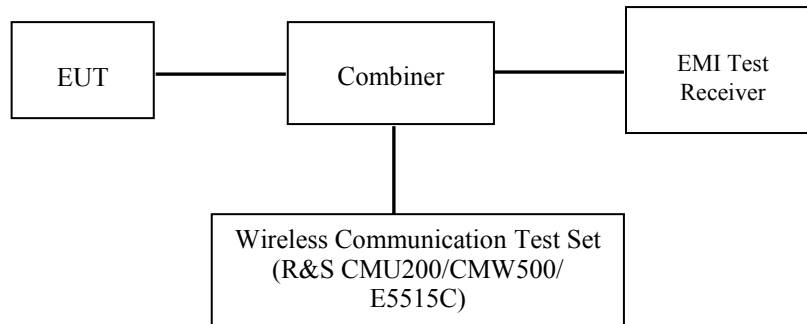 EUT
Combiner
EMI Test
Receiver
Wireless Communication Test Set
(R&S CMU200/CMW500/
E5515C)